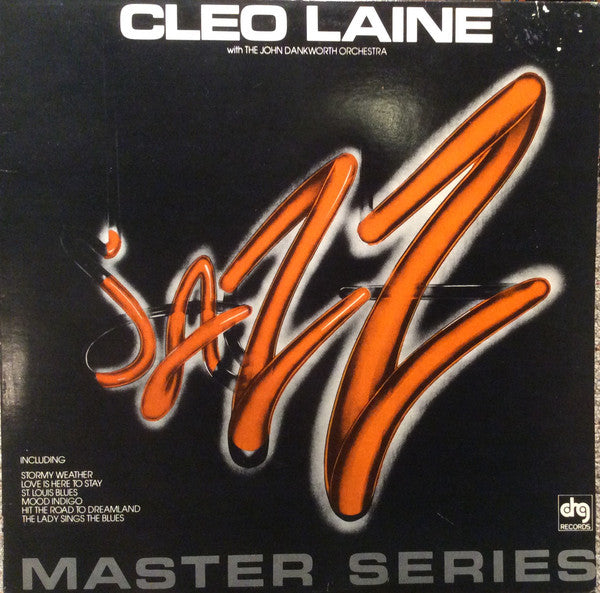 CLEO LAINE
with THE JOHN DANKWORTH ORCHESTRA
jAZZ
INCLUDING
STORMY WEATHER
LOVE IS HERE TO STAY
ST. LOUIS BLUES
MOOD INDIGO
HIT THE ROAD TO DREAMLAND
THE LADY SINGS THE BLUES
drg
RECORDS
MASTER SERIES